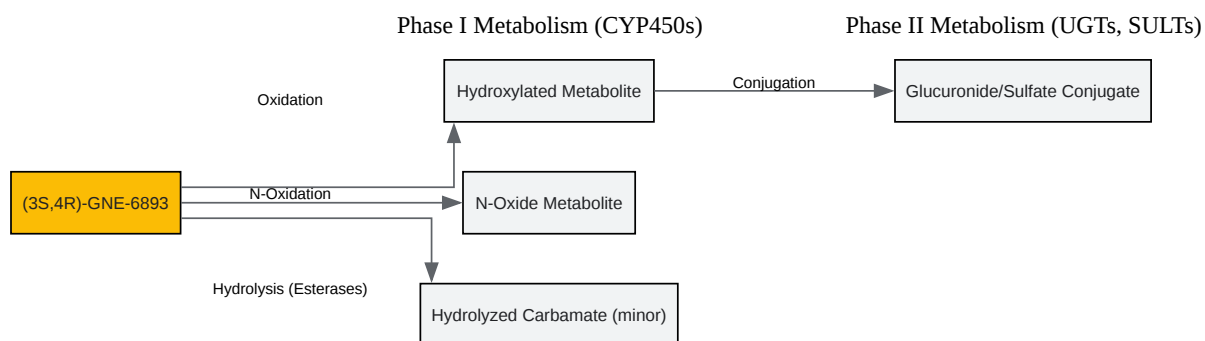 Phase I Metabolism (CYP450s)
Phase II Metabolism (UGTs, SULTs)
Oxidation
Hydroxylated Metabolite
Conjugation
Glucuronide/Sulfate Conjugate
(3S,4R)-GNE-6893
N-Oxidation
N-Oxide Metabolite
Hydrolysis (Esterases)
Hydrolyzed Carbamate (minor)